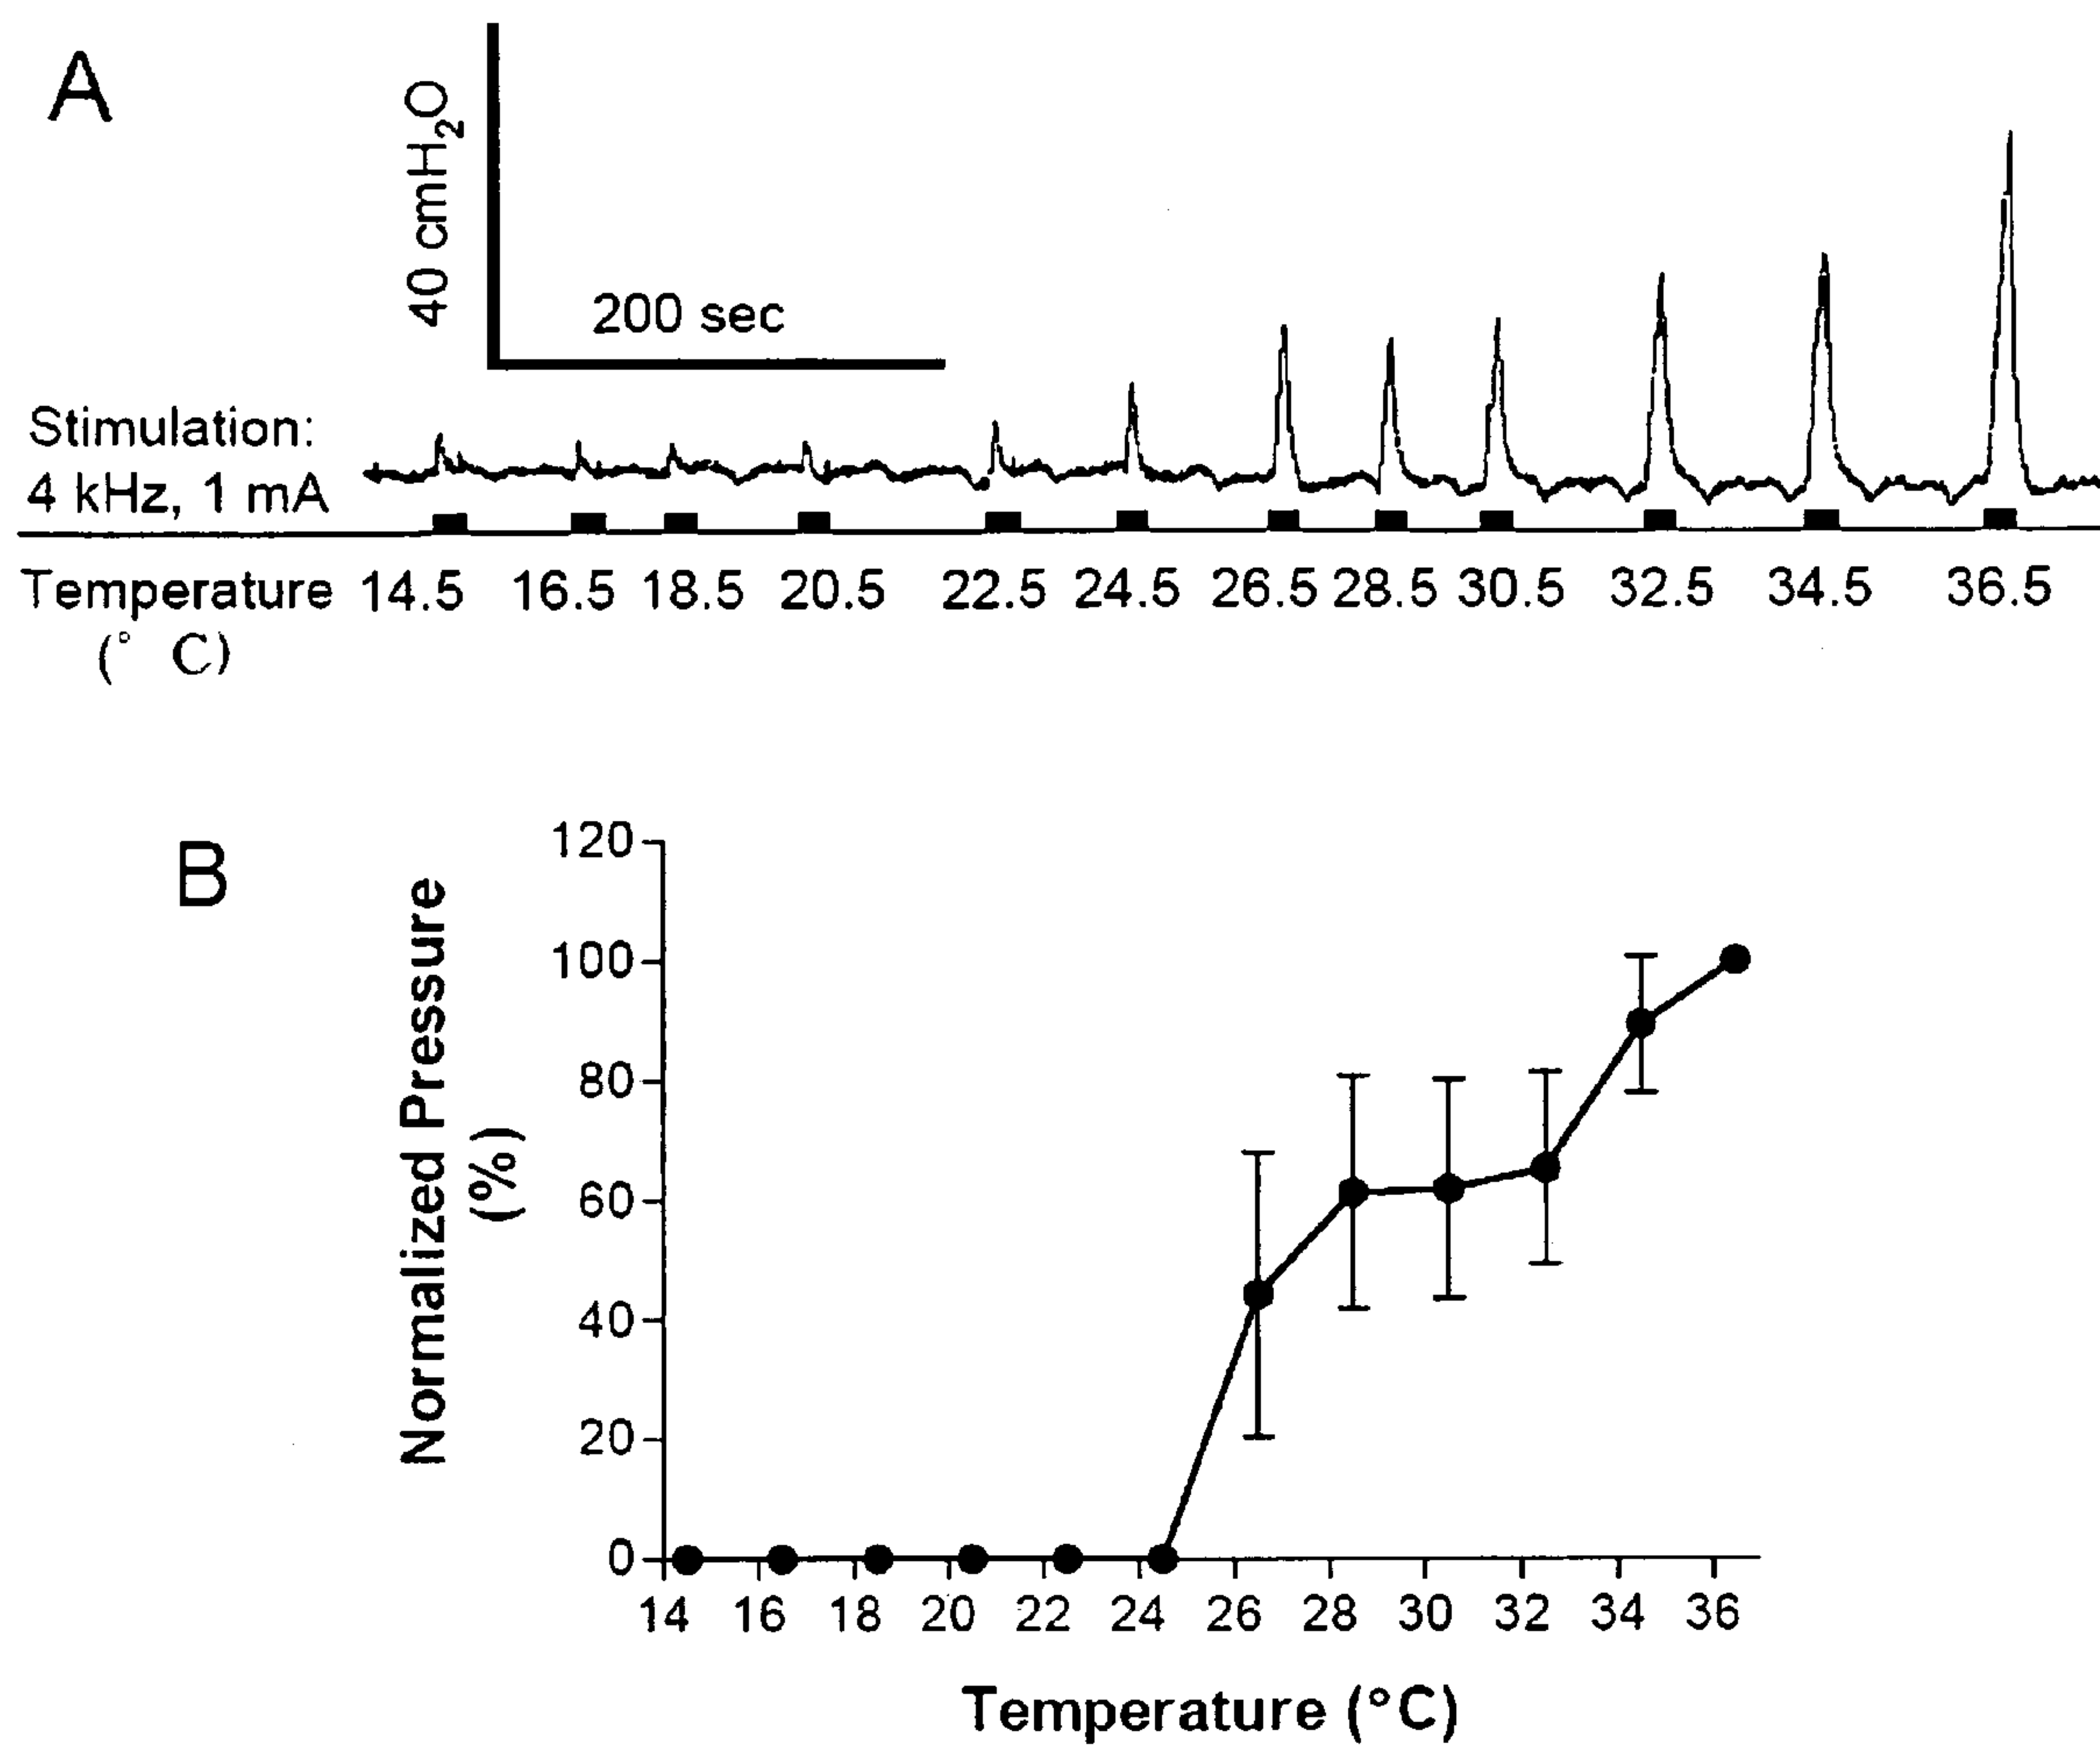 A
40 cmH₂O
200 sec
Stimulation:
4 kHz, 1 mA
Temperature 14.5 16.5 18.5 20.5 22.5 24.5 26.5 28.5 30.5 32.5 34.5 36.5
(° C)
B
Normalized Pressure
(%)
120
100
80
60
40
20
0
14 16 18 20 22 24 26 28 30 32 34 36
Temperature (°C)